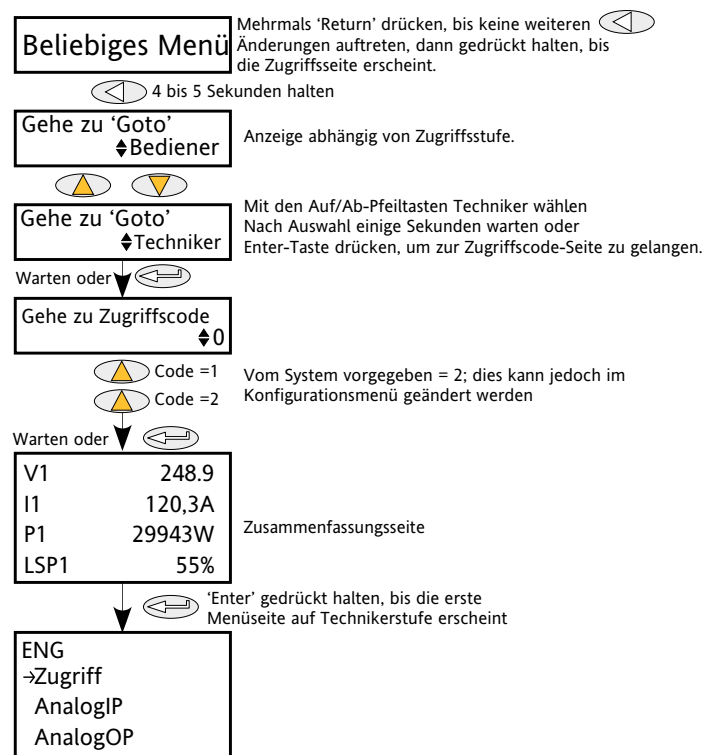 Beliebiges Menü
Mehrmals 'Return' drücken, bis keine weiteren
Änderungen auftreten, dann gedrückt halten, bis
die Zugriffsseite erscheint.
4 bis 5 Sekunden halten
Gehe zu 'Goto'
Bediener
Anzeige abhängig von Zugriffsstufe.
Gehe zu 'Goto'
Techniker
Mit den Auf/Ab-Pfeiltasten Techniker wählen
Nach Auswahl einige Sekunden warten oder
Enter-Taste drücken, um zur Zugriffscode-Seite zu gelangen.
Warten oder
Gehe zu Zugriffscode
0
Code =1
Code =2
Vom System vorgegeben = 2; dies kann jedoch im
Konfigurationsmenü geändert werden
Warten oder
V1 248.9
I1 120,3A
P1 29943W
LSP1 55%
Zusammenfassungsseite
'Enter' gedrückt halten, bis die erste
Menüseite auf Technikerstufe erscheint
ENG
→Zugriff
AnalogIP
AnalogOP